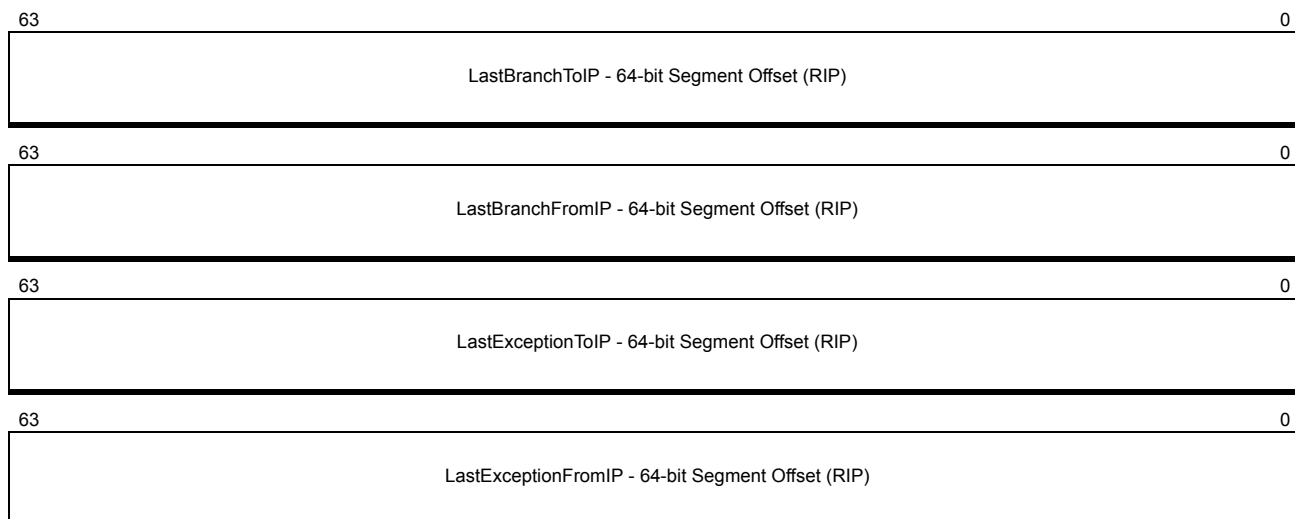 63 0
LastBranchToIP - 64-bit Segment Offset (RIP)
63 0
LastBranchFromIP - 64-bit Segment Offset (RIP)
63 0
LastExceptionToIP - 64-bit Segment Offset (RIP)
63 0
LastExceptionFromIP - 64-bit Segment Offset (RIP)